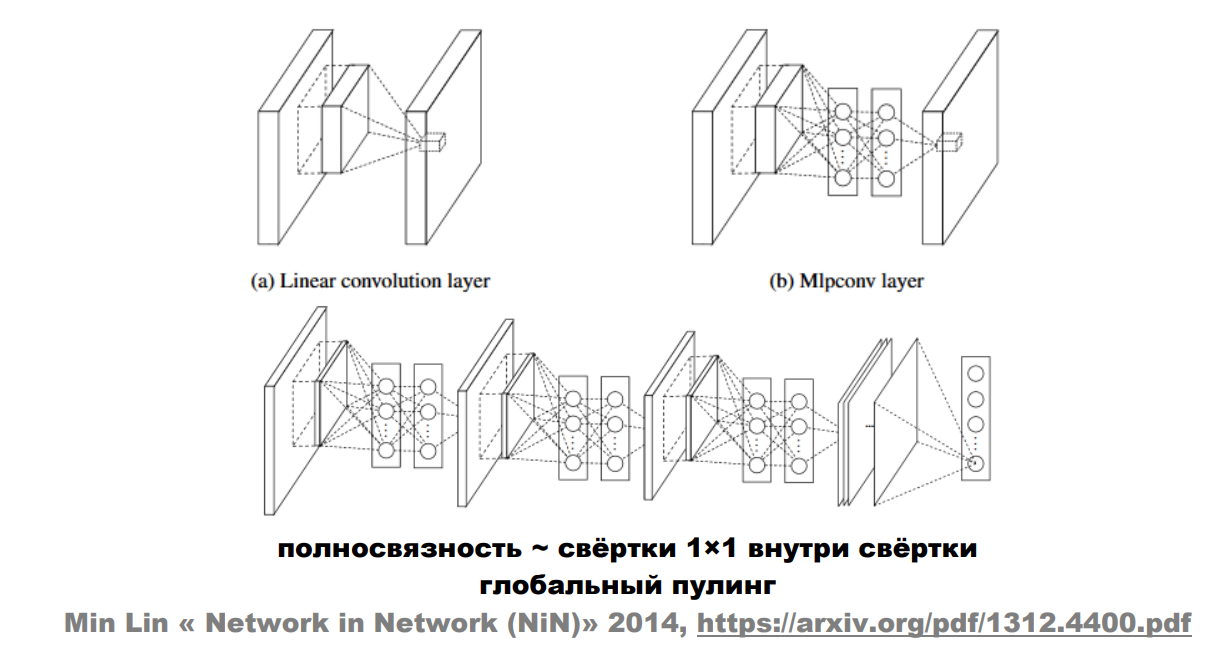 (a) Linear convolution layer
(b) Mlpconv layer
полносвязность ~ свёртки 1×1 внутри свёртки
глобальный пулинг
Min Lin « Network in Network (NiN)» 2014, https://arxiv.org/pdf/1312.4400.pdf